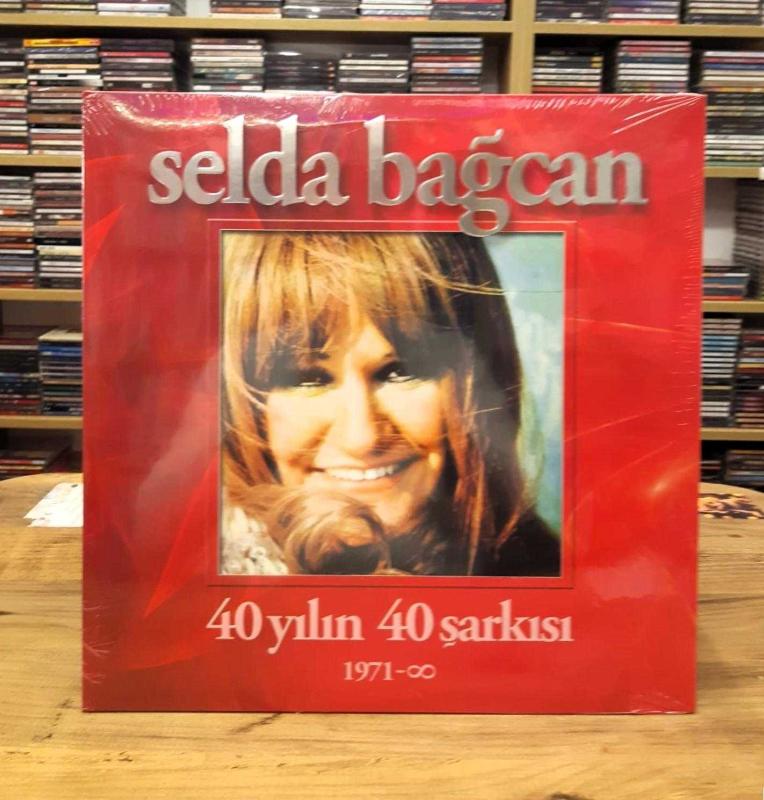 selda bağcan
40 yılın 40 şarkısı
1971-∞